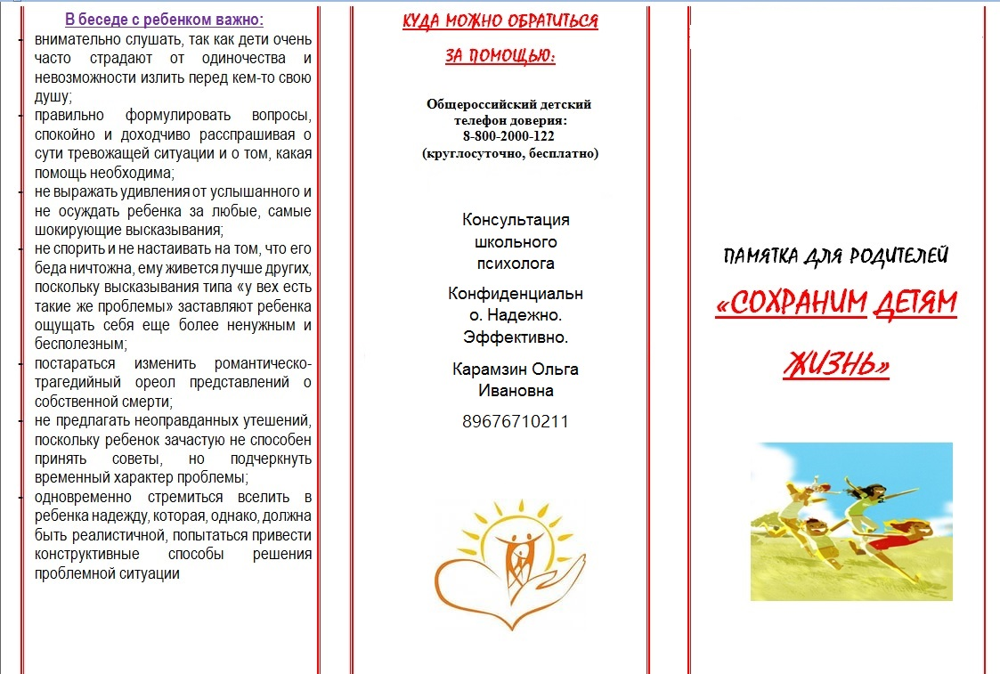 В беседе с ребенком важно:
- внимательно слушать, так как дети очень
часто страдают от одиночества и
невозможности излить перед кем-то свою
душу;
- правильно формулировать вопросы,
спокойно и доходчиво расспрашивая о
сути тревожащей ситуации и о том, какая
помощь необходима;
- не выражать удивления от услышанного и
не осуждать ребенка за любые, самые
шокирующие высказывания;
- не спорить и не настаивать на том, что его
беда ничтожна, ему живется лучше других,
поскольку высказывания типа «у вех есть
такие же проблемы» заставляют ребенка
ощущать себя еще более ненужным и
бесполезным;
- постараться изменить романтическо-
трагедийный ореол представлений о
собственной смерти;
- не предлагать неоправданных утешений,
поскольку ребенок зачастую не способен
принять советы, но подчеркнуть
временный характер проблемы;
- одновременно стремиться вселить в
ребенка надежду, которая, однако, должна
быть реалистичной, попытаться привести
конструктивные способы решения
проблемной ситуации
КУДА МОЖНО ОБРАТИТЬСЯ
ЗА ПОМОЩЬЮ:
Общероссийский детский
телефон доверия:
8-800-2000-122
(круглосуточно, бесплатно)
Консультация
школьного
психолога
Конфиденциальн
о. Надежно.
Эффективно.
Карамзин Ольга
Ивановна
89676710211
ПАМЯТКА ДЛЯ РОДИТЕЛЕЙ
«СОХРАНИМ ДЕТЯМ
ЖИЗНЬ»